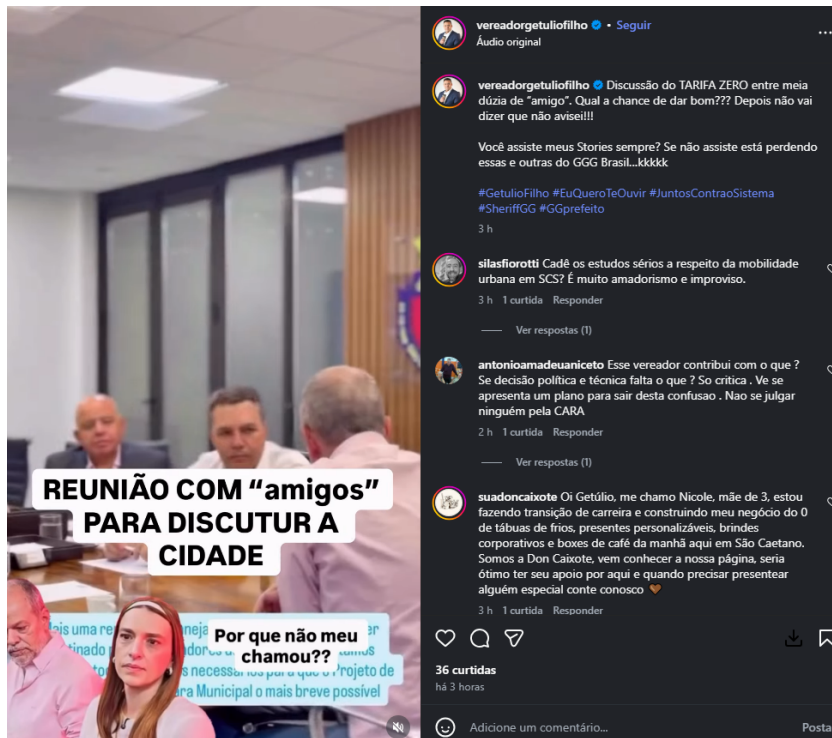 vereadorgetuliofilho • Seguir
Áudio original
vereadorgetuliofilho Discussão do TARIFA ZERO entre meia
dúzia de "amigo". Qual a chance de dar bom??? Depois não vai
dizer que não avisei!!!
Você assiste meus Stories sempre? Se não assiste está perdendo
essas e outras do GGG Brasil...kkkkk
#GetulioFilho #EuQueroTeOuvir #JuntosContraoSistema
#SheriffGG #GGprefeito
3 h
silasfiorotti Cadê os estudos sérios a respeito da mobilidade
urbana em SCS? É muito amadorismo e improviso.
3 h 1 curtida Responder
Ver respostas (1)
antonioamadeuaniceto Esse vereador contribui com o que ?
Se decisão política e técnica falta o que ? So critica . Ve se
apresenta um plano para sair desta confusao . Nao se julgar
ninguém pela CARA
2 h 1 curtida Responder
Ver respostas (1)
suadoncaixote Oi Getúlio, me chamo Nicole, mãe de 3, estou
fazendo transição de carreira e construindo meu negócio do 0
de tábuas de frios, presentes personalizáveis, brindes
corporativos e boxes de café da manhã aqui em São Caetano.
Somos a Don Caixote, vem conhecer a nossa página, seria
ótimo ter seu apoio por aqui e quando precisar presentear
alguém especial conte conosco
3 h 1 curtida Responder
36 curtidas
há 3 horas
Adicione um comentário...
Posta
REUNIÃO COM "amigos"
PARA DISCUTUR A
CIDADE
Por que não meu
chamou??
ais uma
necessários para que o Projeto de
ra Municipal o mais breve possível